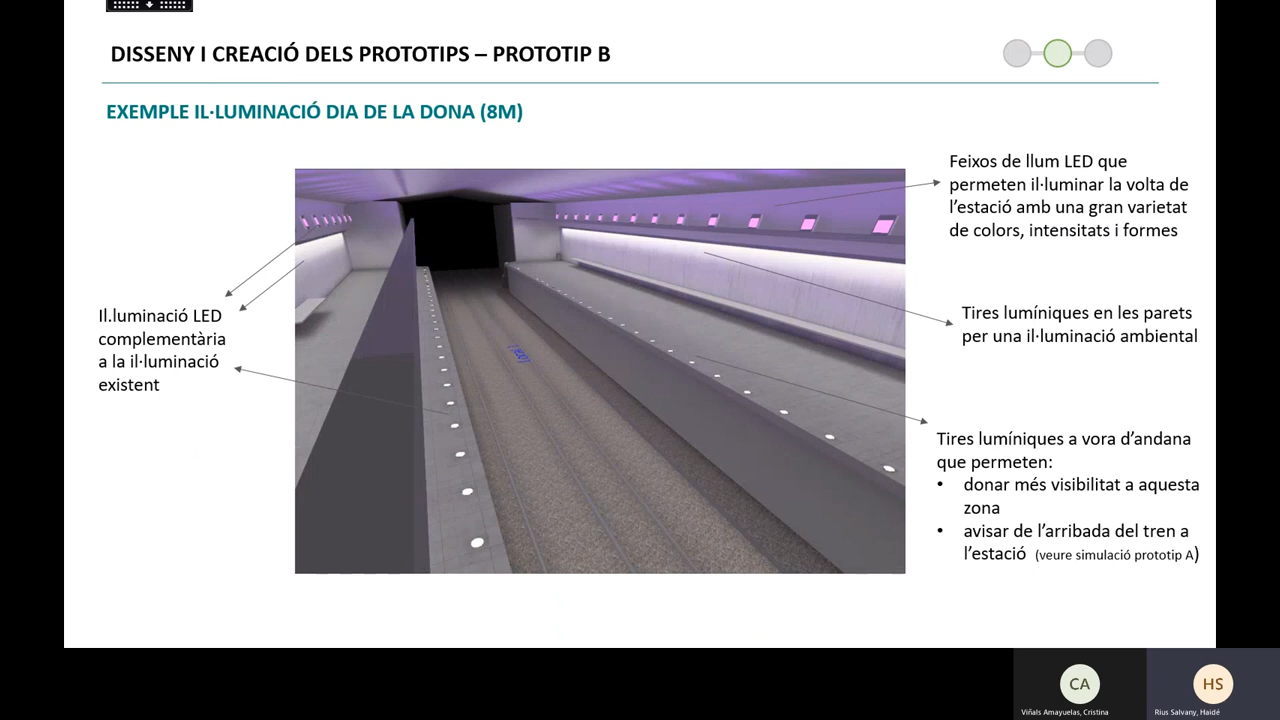 DISSENY I CREACIÓ DELS PROTOTIPS – PROTOTIP B
EXEMPLE IL·LUMINACIÓ DIA DE LA DONA (8M)
Feixos de llum LED que
permeten il·luminar la volta de
l'estació amb una gran varietat
de colors, intensitats i formes
Il.luminació LED
complementària
a la il·luminació
existent
Tires lumíniques en les parets
per una il·luminació ambiental
Tires lumíniques a vora d'andana
que permeten:
• donar més visibilitat a aquesta
zona
• avisar de l'arribada del tren a
l'estació (veure simulació prototip A)
CA
HS
Viñals Amayuelas, Cristina
Rius Salvany, Haidé